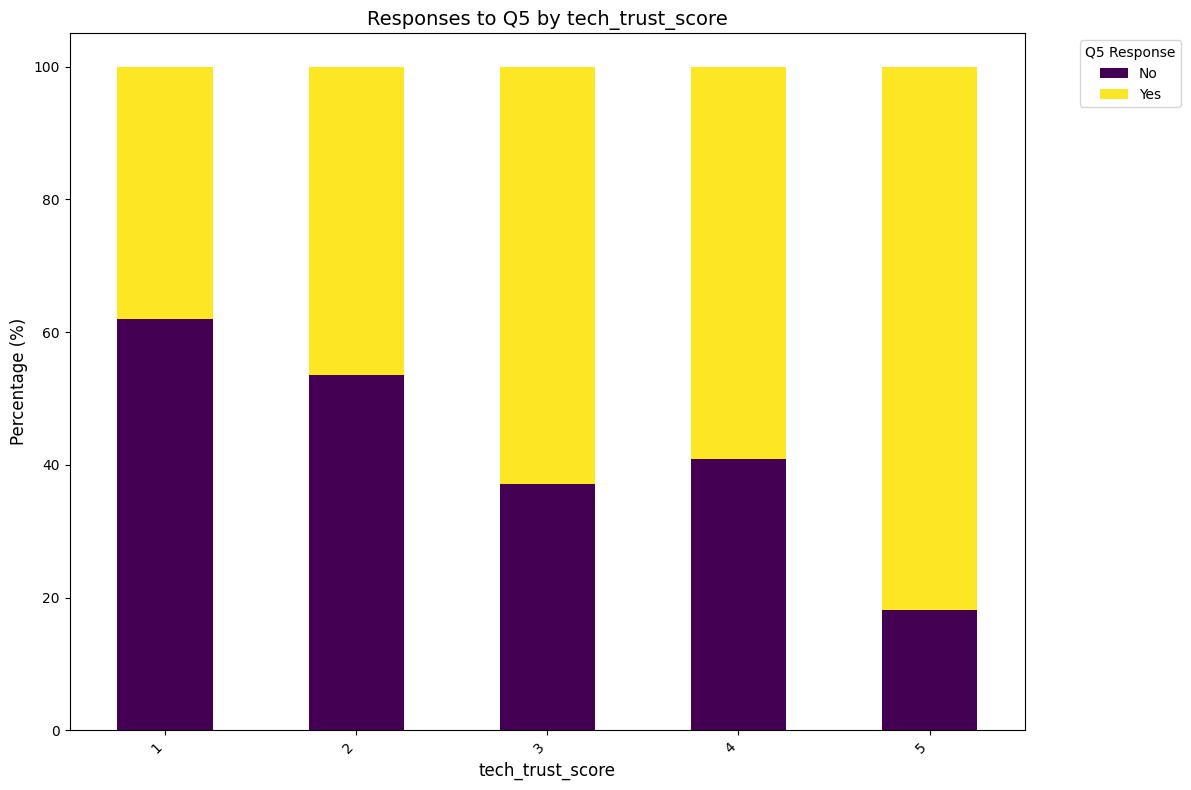 Responses to Q5 by tech_trust_score
Q5 Response
No
Yes
Percentage (%)
100
80
60
40
20
0
1
2
3
4
5
tech_trust_score